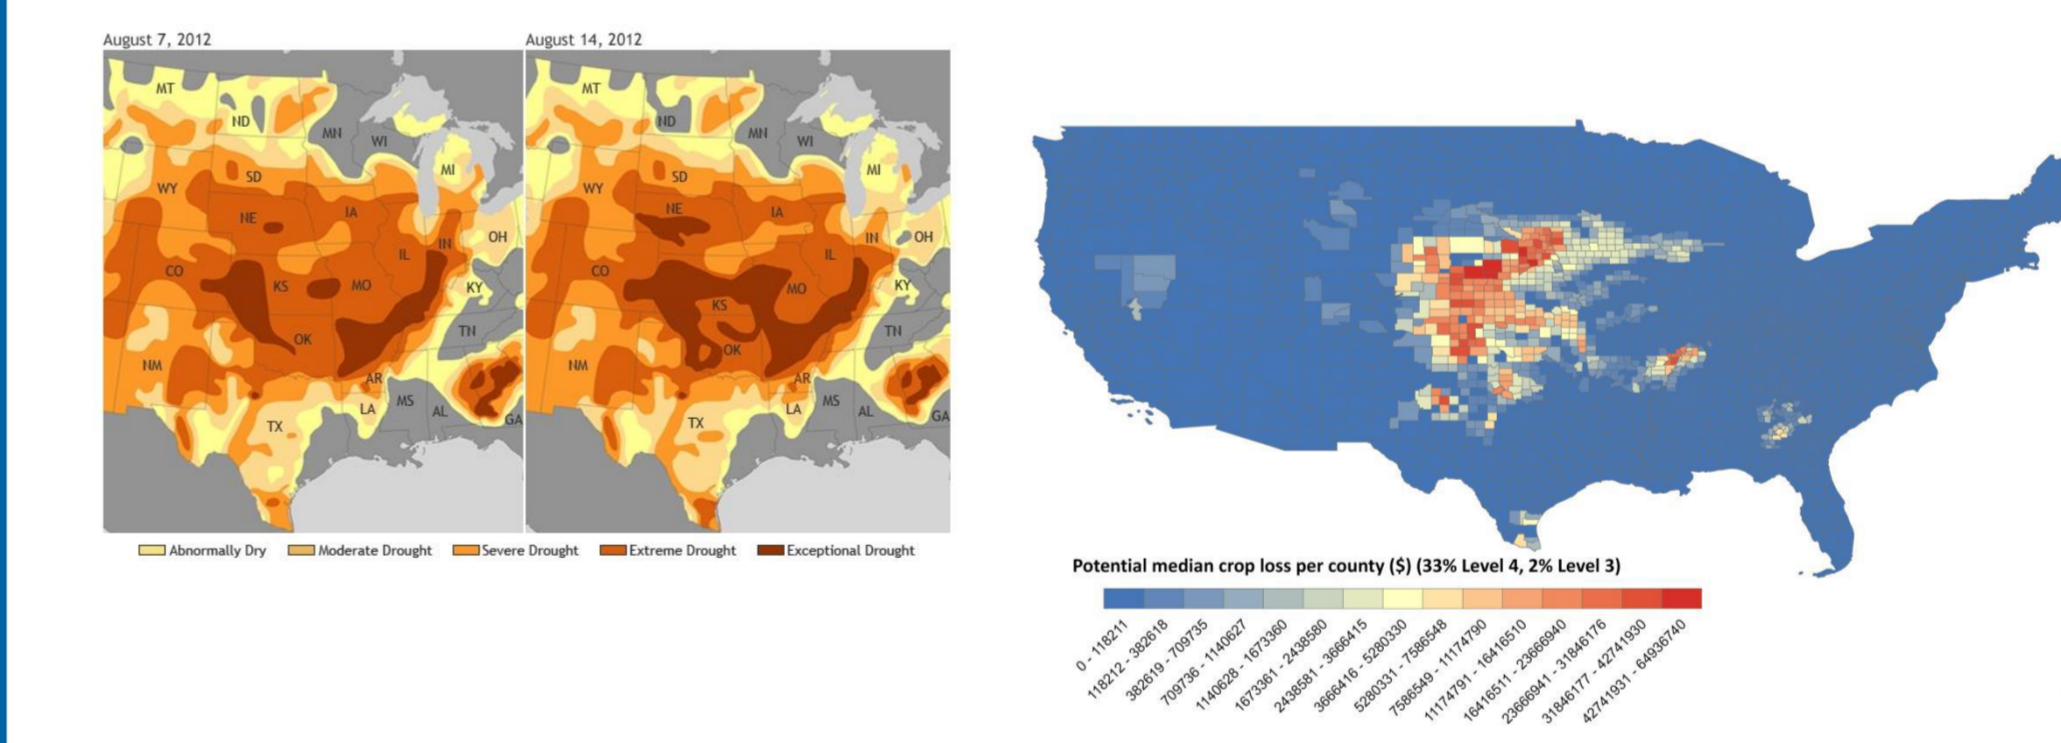 August 7, 2012
MT
ND
MN
WI
MI
SD
WY
NE
IA
IL
IN
OH
CO
KS
MO
KY
TN
OK
NM
AR
MS
AL
LA
GA
TX
August 14, 2012
MT
ND
MN
WI
MI
SD
WY
NE
IA
IL
IN
OH
CO
KS
MO
KY
TN
OK
NM
AR
MS
AL
LA
GA
TX
Abnormally Dry
Moderate Drought
Severe Drought
Extreme Drought
Exceptional Drought
Potential median crop loss per county ($) (33% Level 4, 2% Level 3)
0 - 118211
118212 - 382618
382619 - 709735
709736 - 1140627
1140628 - 1673360
1673361 - 2438580
2438581 - 3666415
3666416 - 5280330
5280331 - 7586548
7586549 - 11174790
11174791 - 16416510
16416511 - 23666940
23666941 - 31846176
31846177 - 42741930
42741931 - 64936740